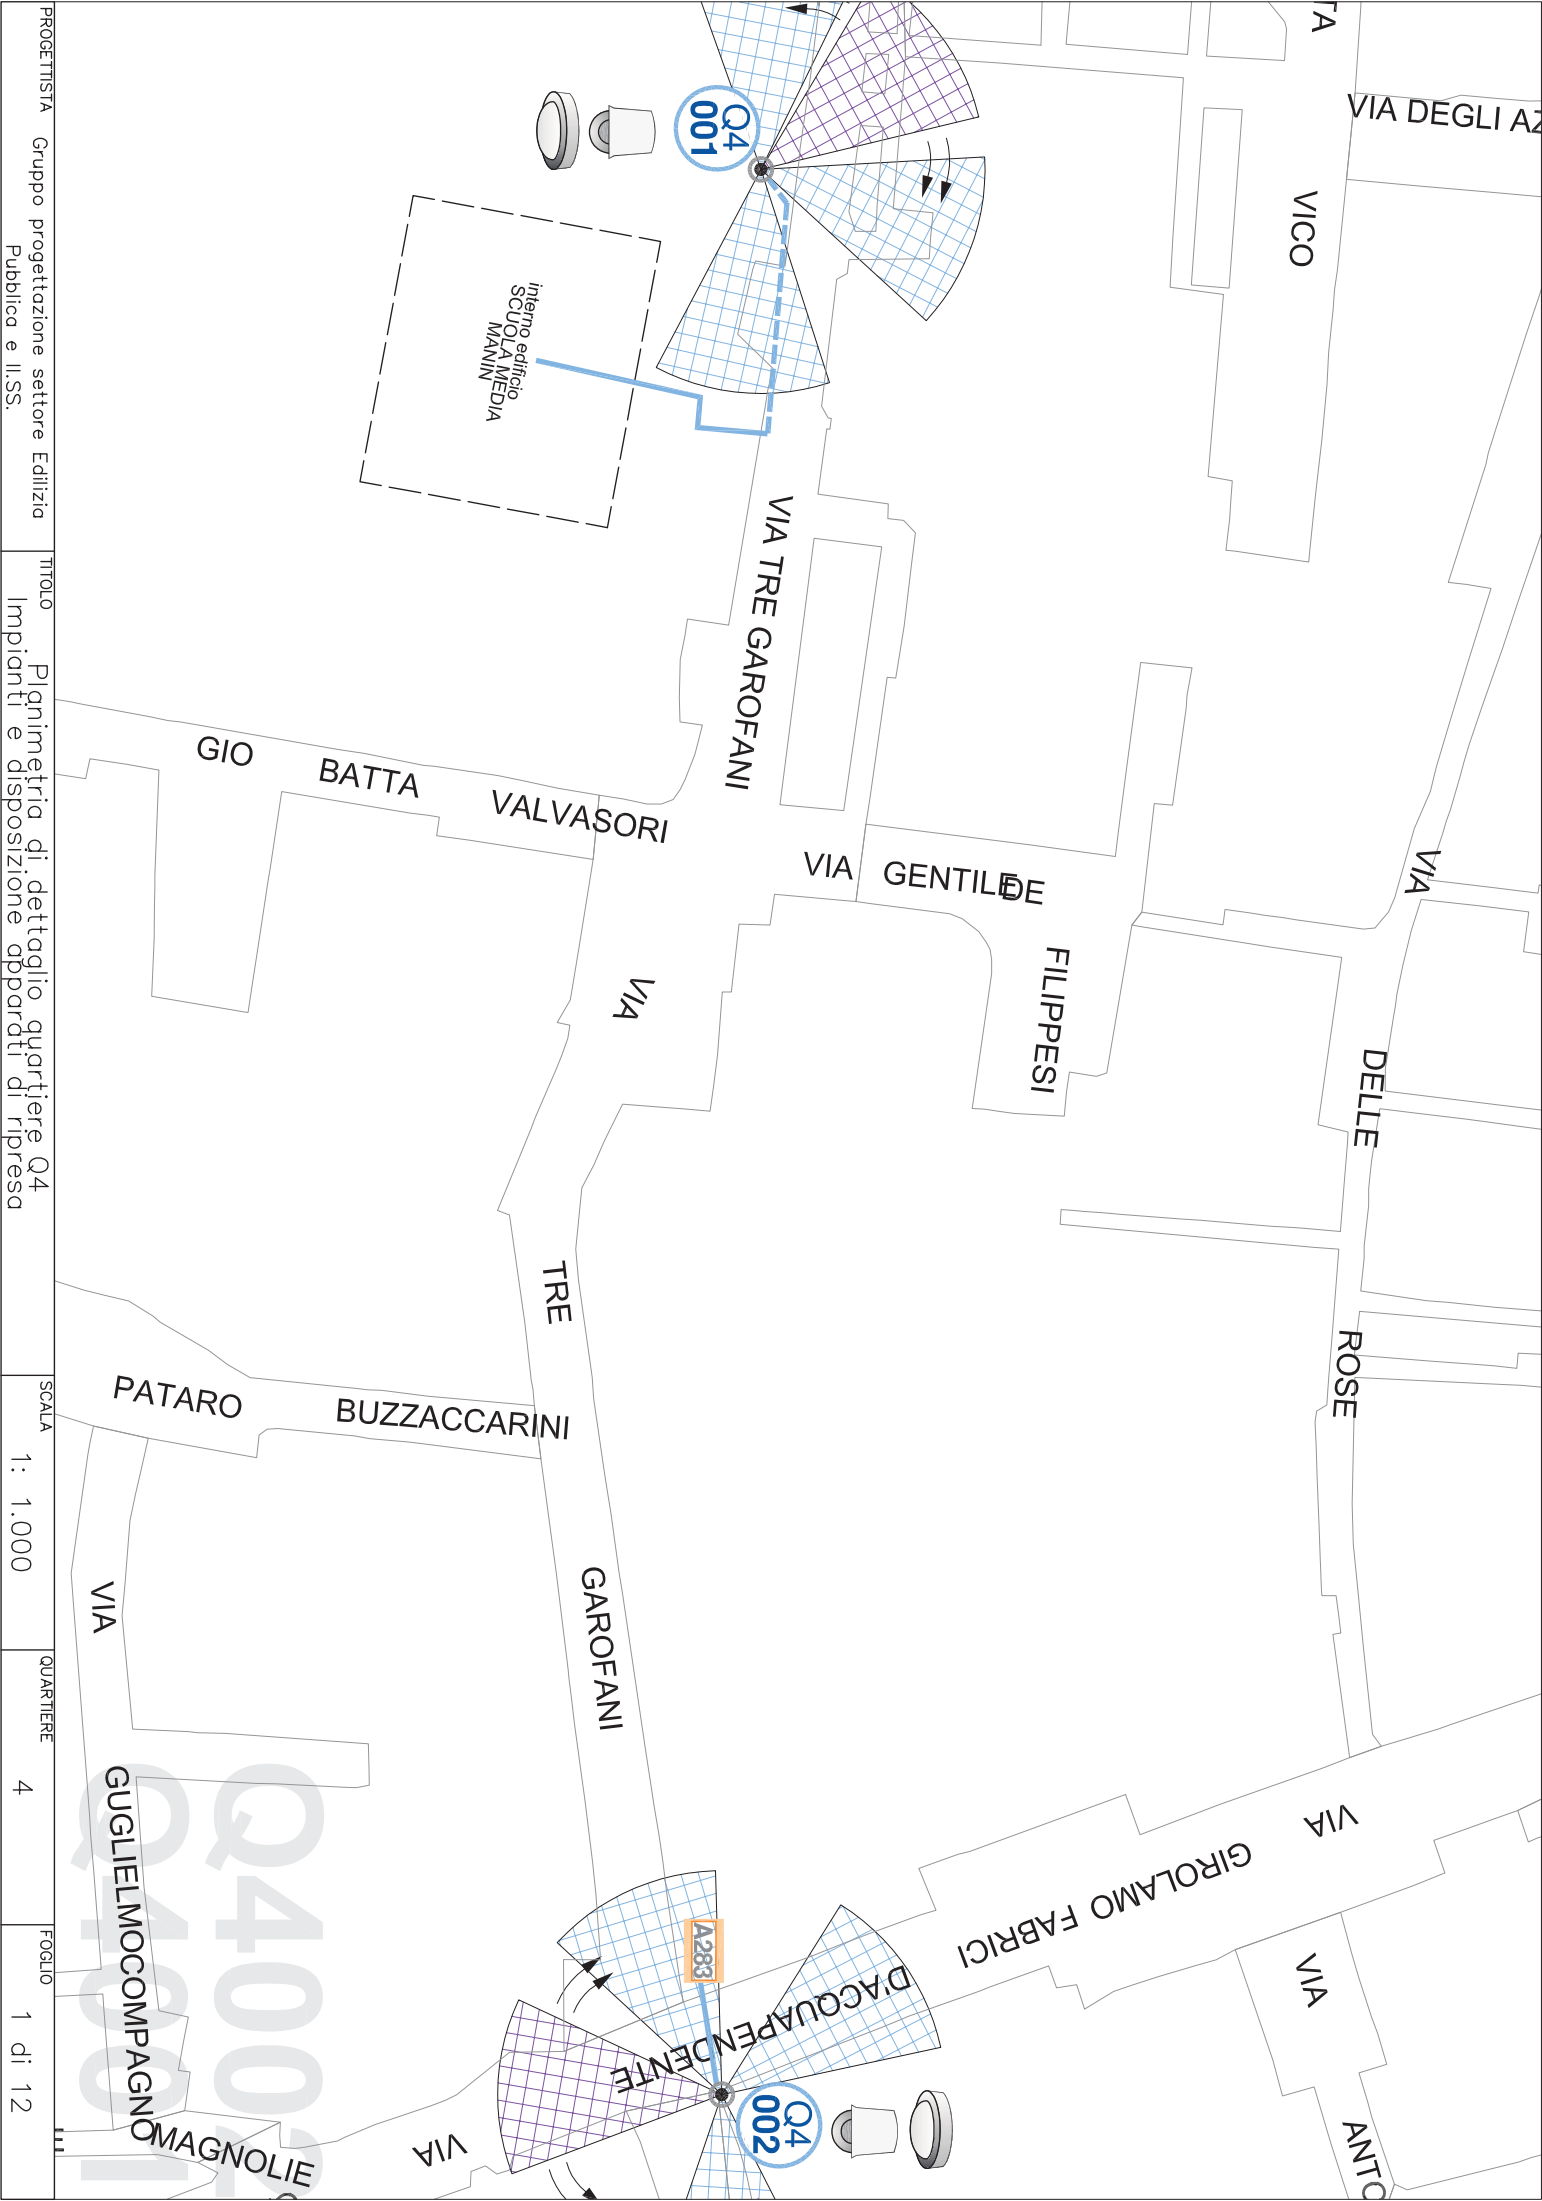 PROGETTISTA
Gruppo progettazione settore Edilizia
Pubblica e II.SS.
TITOLO
Planimetria di dettaglio quartiere Q4
Impianti e disposizione apparati di ripresa
SCALA
1: 1.000
QUARTIERE
4
FOGLIO
1 di 12
Q4002
Q4001
TA
VIA DEGLI AZ
VICO
Q4
001
interno edificio
SCUOLA MEDIA
MANIN
VIA TRE GAROFANI
GIO BATTA VALVASORI
VIA GENTILE DE FILIPPESI
VIA DELLE ROSE
VIA TRE GAROFANI
PATARO BUZZACCARINI
VIA GUGLIELMOCOMPAGNO
MAGNOLIE
VIA GIROLAMO FABRICI D'ACQUAPENDENTE
VIA
VIA ANTO
A283
Q4
002